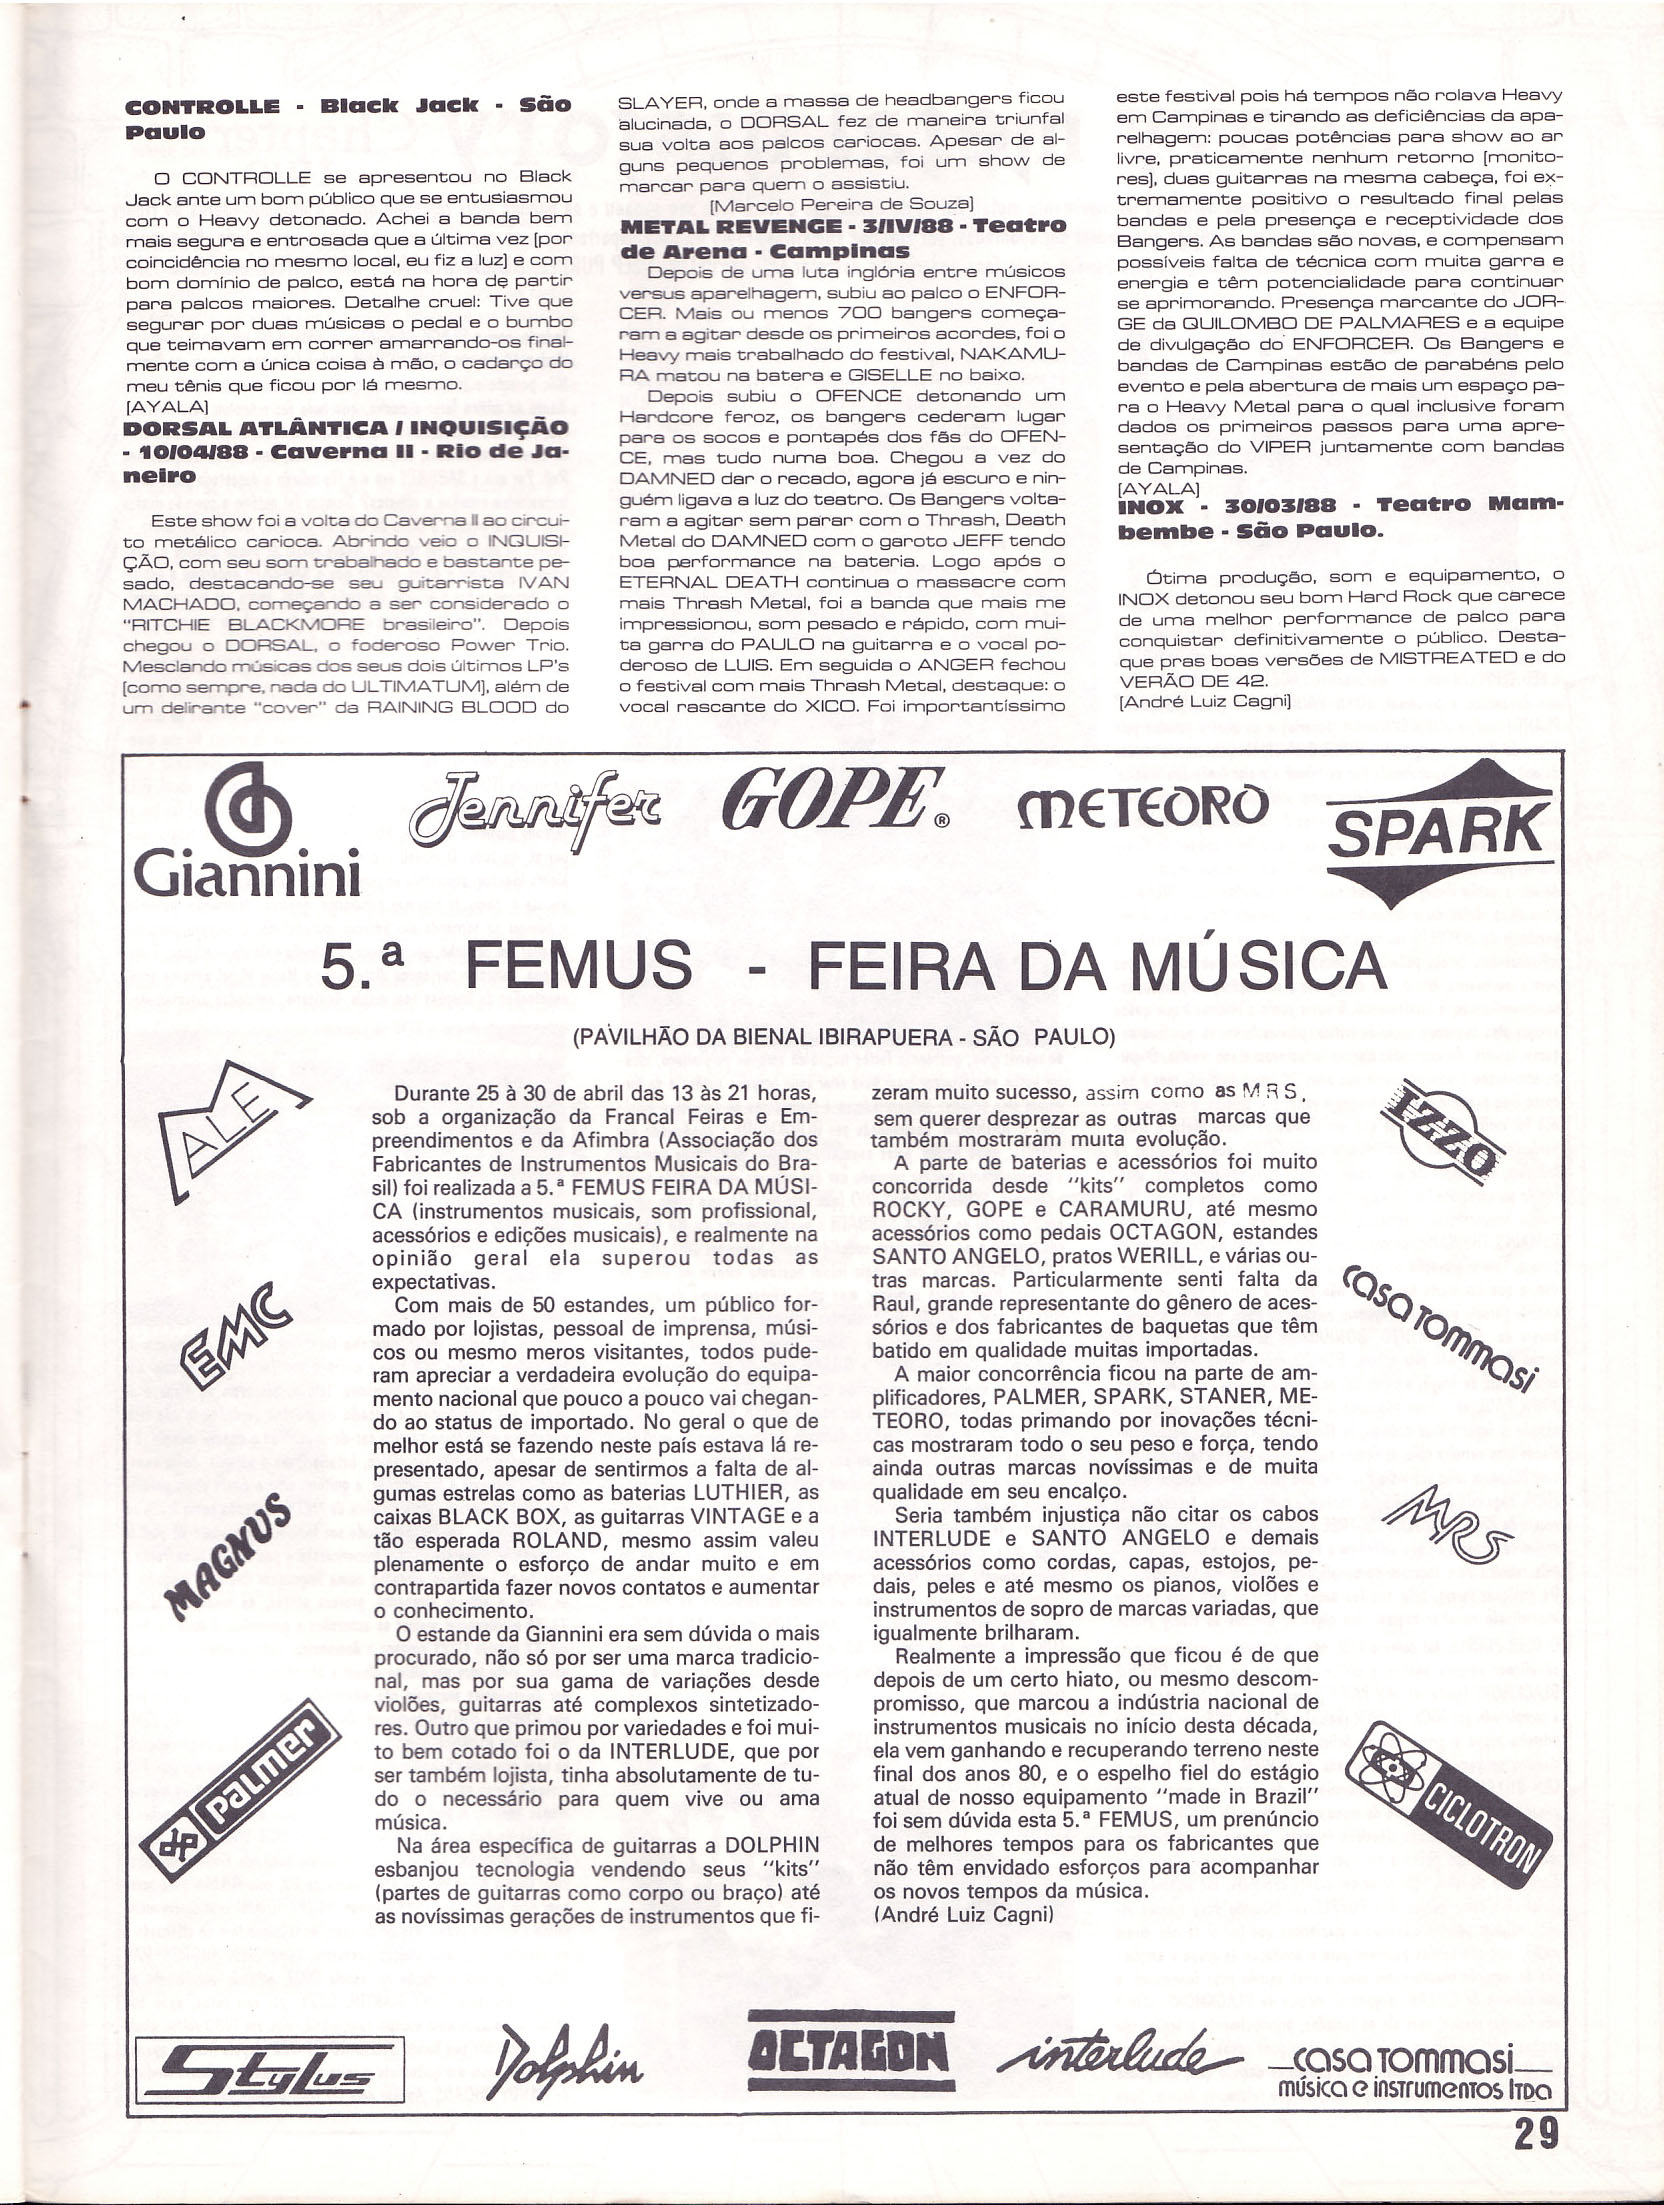 CONTROLLE - Black Jack - São
Paulo
O CONTROLLE se apresentou no Black
Jack ante um bom público que se entusiasmou
com o Heavy detonado. Achei a banda bem
mais segura e entrosada que a última vez [por
coincidência no mesmo local, eu fiz a luz] e com
bom domínio de palco, está na hora de partir
para palcos maiores. Detalhe cruel: Tive que
segurar por duas músicas o pedal e o bumbo
que teimavam em correr amarrando-os final-
mente com a única coisa à mão, o cadarço do
meu tênis que ficou por lá mesmo.
[AYALA]
DORSAL ATLÂNTICA / INQUISIÇÃO
- 10/04/88 - Caverna II - Rio de Ja-
neiro
Este show foi a volta do Caverna II ao circui-
to metálico carioca. Abrindo veio o INQUISI-
ÇÃO, com seu som trabalhado e bastante pe-
sado, destacando-se seu guitarrista IVAN
MACHADO, começando a ser considerado o
"RITCHIE BLACKMORE brasileiro". Depois
chegou o DORSAL, o foderoso Power Trio.
Mesclando músicas dos seus dois últimos LP's
[como sempre, nada do ULTIMATUM], além de
um delirante "cover" da RAINING BLOOD do
SLAYER, onde a massa de headbangers ficou
alucinada, o DORSAL fez de maneira triunfal
sua volta aos palcos cariocas. Apesar de al-
guns pequenos problemas, foi um show de
marcar para quem o assistiu.
[Marcelo Pereira de Souza]
METAL REVENGE - 3/IV/88 - Teatro
de Arena - Campinas
Depois de uma luta inglória entre músicos
versus aparelhagem, subiu ao palco o ENFOR-
CER. Mais ou menos 700 bangers começa-
ram a agitar desde os primeiros acordes, foi o
Heavy mais trabalhado do festival, NAKAMU-
RA matou na batera e GISELLE no baixo.
Depois subiu o OFENCE detonando um
Hardcore feroz, os bangers cederam lugar
para os socos e pontapés dos fãs do OFEN-
CE, mas tudo numa boa. Chegou a vez do
DAMNED dar o recado, agora já escuro e nin-
guém ligava a luz do teatro. Os Bangers volta-
ram a agitar sem parar com o Thrash, Death
Metal do DAMNED com o garoto JEFF tendo
boa performance na bateria. Logo após o
ETERNAL DEATH continua o massacre com
mais Thrash Metal, foi a banda que mais me
impressionou, som pesado e rápido, com mui-
ta garra do PAULO na guitarra e o vocal po-
deroso de LUIS. Em seguida o ANGER fechou
o festival com mais Thrash Metal, destaque: o
vocal rascante do XICO. Foi importantíssimo
este festival pois há tempos não rolava Heavy
em Campinas e tirando as deficiências da apa-
relhagem: poucas potências para show ao ar
livre, praticamente nenhum retorno [monito-
res], duas guitarras na mesma cabeça, foi ex-
tremamente positivo o resultado final pelas
bandas e pela presença e receptividade dos
Bangers. As bandas são novas, e compensam
possíveis falta de técnica com muita garra e
energia e têm potencialidade para continuar
se aprimorando. Presença marcante do JOR-
GE da QUILOMBO DE PALMARES e a equipe
de divulgação do ENFORCER. Os Bangers e
bandas de Campinas estão de parabéns pelo
evento e pela abertura de mais um espaço pa-
ra o Heavy Metal para o qual inclusive foram
dados os primeiros passos para uma apre-
sentação do VIPER juntamente com bandas
de Campinas.
[AYALA]
INOX - 30/03/88 - Teatro Mam-
bembe - São Paulo.
Ótima produção, som e equipamento, o
INOX detonou seu bom Hard Rock que carece
de uma melhor performance de palco para
conquistar definitivamente o público. Desta-
que pras boas versões de MISTREATED e do
VERÃO DE 42.
[André Luiz Cagni]
Giannini
Jennifer
GOPE®
METEORO
SPARK
5.ª FEMUS - FEIRA DA MÚSICA
(PAVILHÃO DA BIENAL IBIRAPUERA - SÃO PAULO)
ALE
EMC
MAGNUS
Palmer
Durante 25 à 30 de abril das 13 às 21 horas,
sob a organização da Francal Feiras e Em-
preendimentos e da Afimbra (Associação dos
Fabricantes de Instrumentos Musicais do Bra-
sil) foi realizada a 5.ª FEMUS FEIRA DA MÚSI-
CA (instrumentos musicais, som profissional,
acessórios e edições musicais), e realmente na
opinião geral ela superou todas as
expectativas.
Com mais de 50 estandes, um público for-
mado por lojistas, pessoal de imprensa, músi-
cos ou mesmo meros visitantes, todos pude-
ram apreciar a verdadeira evolução do equipa-
mento nacional que pouco a pouco vai chegan-
do ao status de importado. No geral o que de
melhor está se fazendo neste país estava lá re-
presentado, apesar de sentirmos a falta de al-
gumas estrelas como as baterias LUTHIER, as
caixas BLACK BOX, as guitarras VINTAGE e a
tão esperada ROLAND, mesmo assim valeu
plenamente o esforço de andar muito e em
contrapartida fazer novos contatos e aumentar
o conhecimento.
O estande da Giannini era sem dúvida o mais
procurado, não só por ser uma marca tradicio-
nal, mas por sua gama de variações desde
violões, guitarras até complexos sintetizado-
res. Outro que primou por variedades e foi mui-
to bem cotado foi o da INTERLUDE, que por
ser também lojista, tinha absolutamente de tu-
do o necessário para quem vive ou ama
música.
Na área específica de guitarras a DOLPHIN
esbanjou tecnologia vendendo seus "kits"
(partes de guitarras como corpo ou braço) até
as novíssimas gerações de instrumentos que fi-
zeram muito sucesso, assim como as MRS,
sem querer desprezar as outras marcas que
também mostraram muita evolução.
A parte de baterias e acessórios foi muito
concorrida desde "kits" completos como
ROCKY, GOPE e CARAMURU, até mesmo
acessórios como pedais OCTAGON, estandes
SANTO ANGELO, pratos WERILL, e várias ou-
tras marcas. Particularmente senti falta da
Raul, grande representante do gênero de aces-
sórios e dos fabricantes de baquetas que têm
batido em qualidade muitas importadas.
A maior concorrência ficou na parte de am-
plificadores, PALMER, SPARK, STANER, ME-
TEORO, todas primando por inovações técni-
cas mostraram todo o seu peso e força, tendo
ainda outras marcas novíssimas e de muita
qualidade em seu encalço.
Seria também injustiça não citar os cabos
INTERLUDE e SANTO ANGELO e demais
acessórios como cordas, capas, estojos, pe-
dais, peles e até mesmo os pianos, violões e
instrumentos de sopro de marcas variadas, que
igualmente brilharam.
Realmente a impressão que ficou é de que
depois de um certo hiato, ou mesmo descom-
promisso, que marcou a indústria nacional de
instrumentos musicais no início desta década,
ela vem ganhando e recuperando terreno neste
final dos anos 80, e o espelho fiel do estágio
atual de nosso equipamento "made in Brazil"
foi sem dúvida esta 5.ª FEMUS, um prenúncio
de melhores tempos para os fabricantes que
não têm envidado esforços para acompanhar
os novos tempos da música.
(André Luiz Cagni)
IZZO
casa tommasi
MRS
CICLOTRON
Stylus
Dolphin
OCTAGON
interlude
casa tommasi
música e instrumentos ltda
29